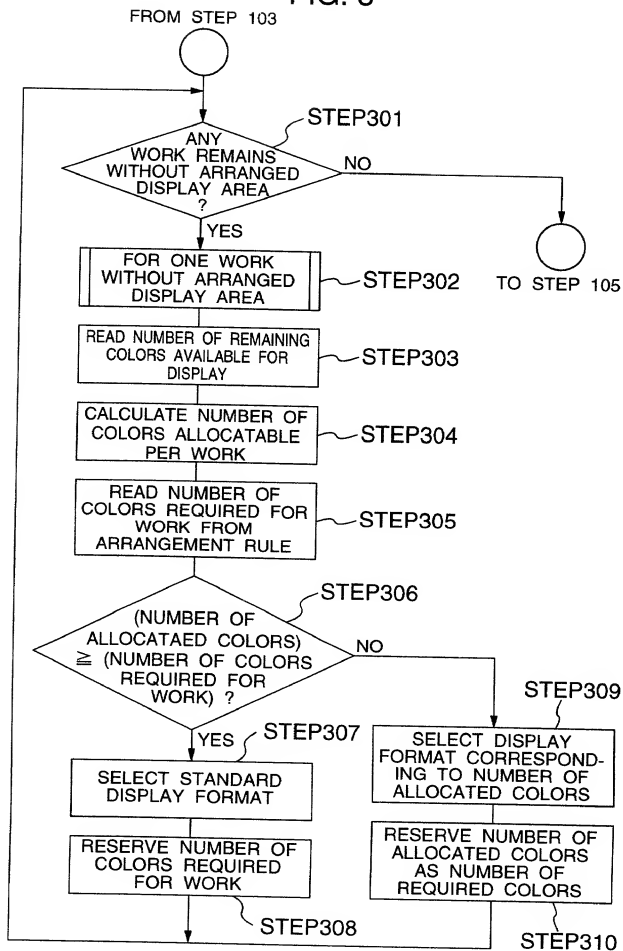 FROM STEP 103
STEP301
ANY
WORK REMAINS
WITHOUT ARRANGED
DISPLAY AREA
?
NO
YES
TO STEP 105
FOR ONE WORK
WITHOUT ARRANGED
DISPLAY AREA
STEP302
READ NUMBER OF REMAINING
COLORS AVAILABLE FOR
DISPLAY
STEP303
CALCULATE NUMBER OF
COLORS ALLOCATABLE
PER WORK
STEP304
READ NUMBER OF
COLORS REQUIRED FOR
WORK FROM
ARRANGEMENT RULE
STEP305
STEP306
(NUMBER OF
ALLOCATAED COLORS)
≧ (NUMBER OF COLORS
REQUIRED FOR
WORK) ?
NO
YES
STEP307
SELECT STANDARD
DISPLAY FORMAT
RESERVE NUMBER OF
COLORS REQUIRED
FOR WORK
STEP308
STEP309
SELECT DISPLAY
FORMAT CORRESPOND-
ING TO NUMBER OF
ALLOCATED COLORS
RESERVE NUMBER OF
ALLOCATED COLORS
AS NUMBER OF
REQUIRED COLORS
STEP310